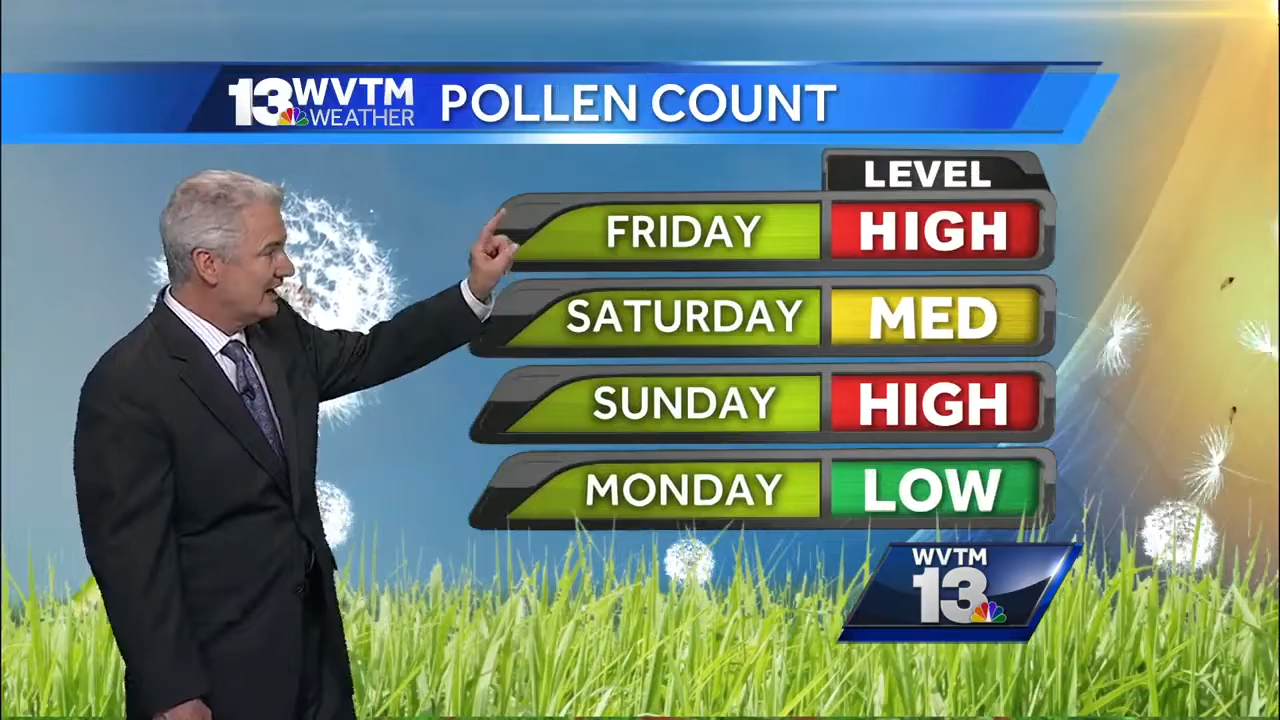 13 WVTM
WEATHER
POLLEN COUNT
LEVEL
FRIDAY HIGH
SATURDAY MED
SUNDAY HIGH
MONDAY LOW
WVTM
13